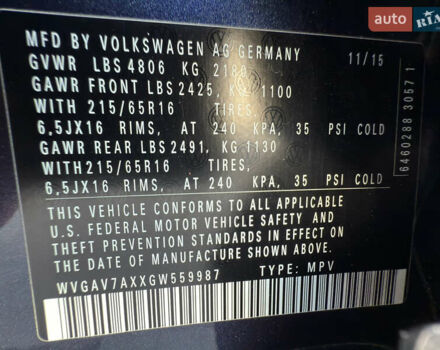 AUTO
RIA
MFD BY VOLKSWAGEN AG GERMANY
GVWR LBS 4806 KG 2180 11/15
GAWR FRONT LBS 2425, KG 1100
WITH 215/65R16 TIRES,
6,5JX16 RIMS, AT 240 KPA, 35 PSI COLD
GAWR REAR LBS 2491, KG 1130
WITH 215/65R16 TIRES,
6,5JX16 RIMS, AT 240 KPA, 35 PSI COLD
THIS VEHICLE CONFORMS TO ALL APPLICABLE
U.S. FEDERAL MOTOR VEHICLE SAFETY AND
THEFT PREVENTION STANDARDS IN EFFECT ON
THE DATE OF MANUFACTURE SHOWN ABOVE.
WVGAV7AXXGW559987 TYPE: MPV
64602883057 1